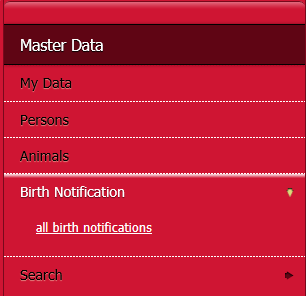 Master Data
My Data
Persons
Animals
Birth Notification
all birth notifications
Search